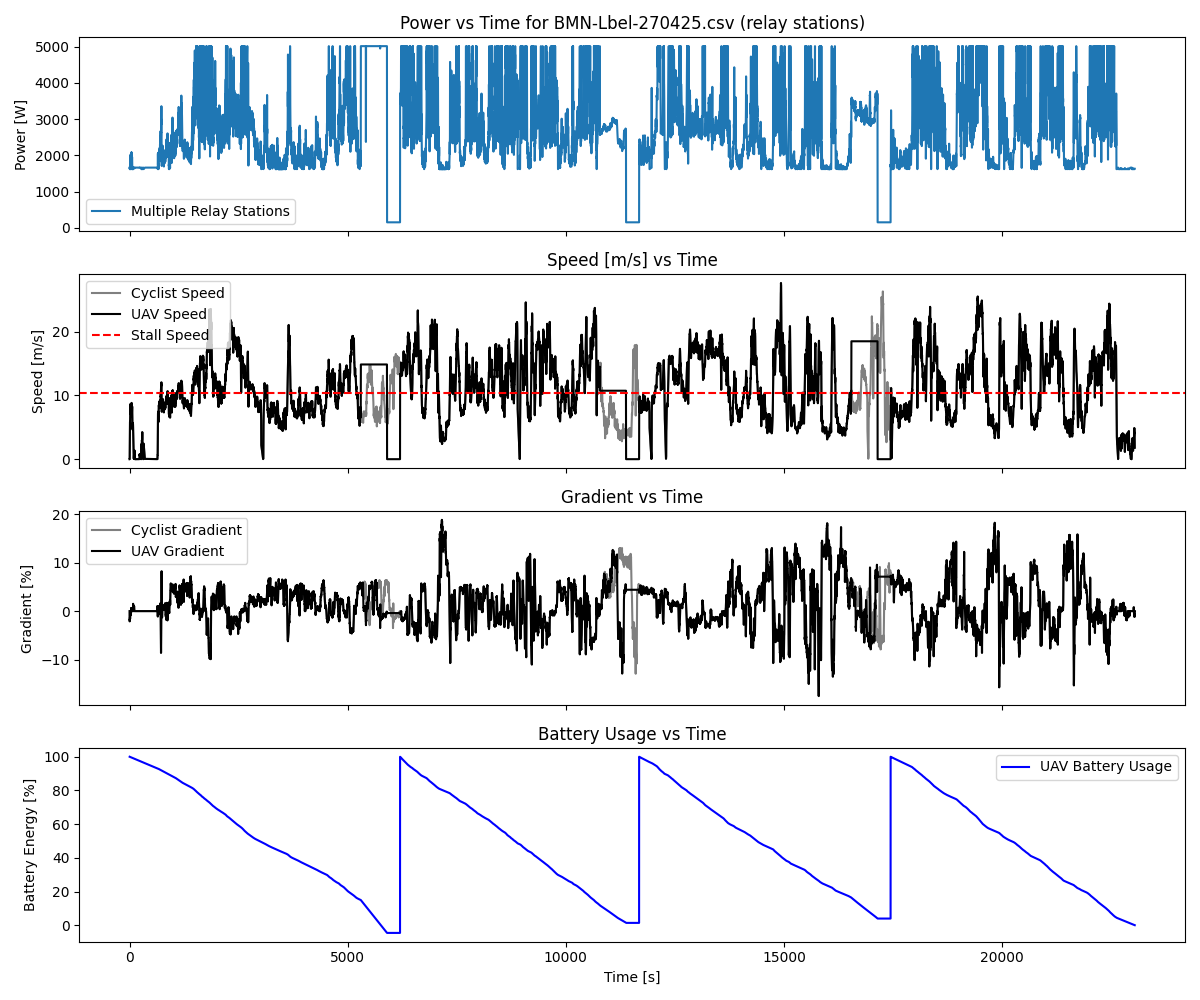 Power vs Time for BMN-Lbel-270425.csv (relay stations)
5000
4000
3000
2000
1000
0
Power [W]
Multiple Relay Stations
Speed [m/s] vs Time
20
10
0
Speed [m/s]
Cyclist Speed
UAV Speed
Stall Speed
Gradient vs Time
20
10
0
−10
Gradient [%]
Cyclist Gradient
UAV Gradient
Battery Usage vs Time
100
80
60
40
20
0
Battery Energy [%]
UAV Battery Usage
0 5000 10000 15000 20000
Time [s]